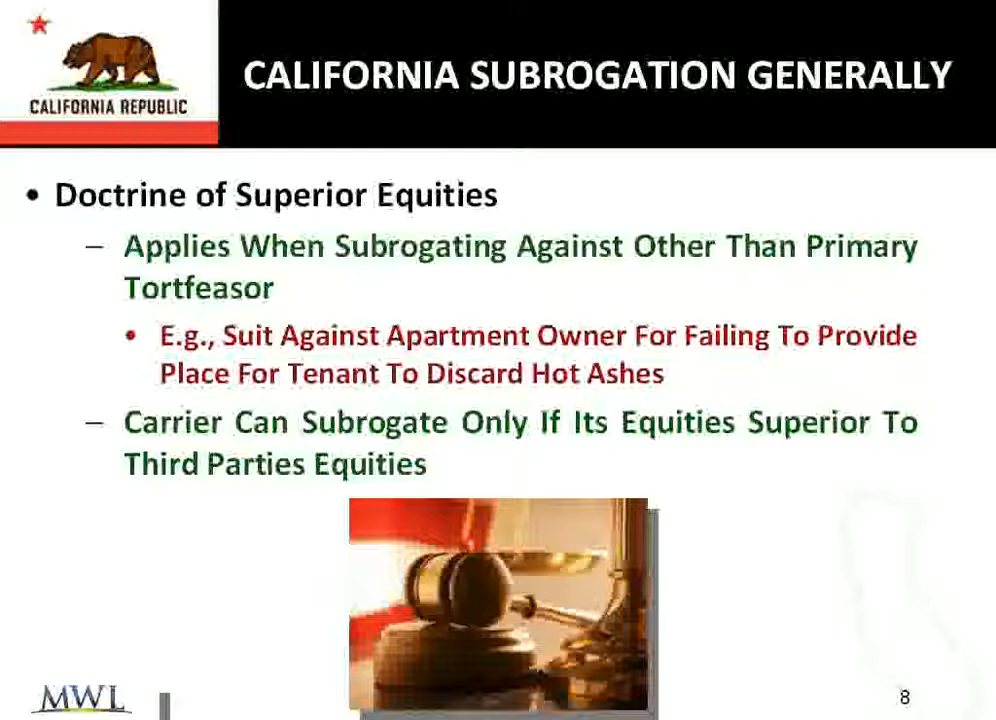 CALIFORNIA REPUBLIC
CALIFORNIA SUBROGATION GENERALLY
• Doctrine of Superior Equities
– Applies When Subrogating Against Other Than Primary
Tortfeasor
• E.g., Suit Against Apartment Owner For Failing To Provide
Place For Tenant To Discard Hot Ashes
– Carrier Can Subrogate Only If Its Equities Superior To
Third Parties Equities
MWL
8